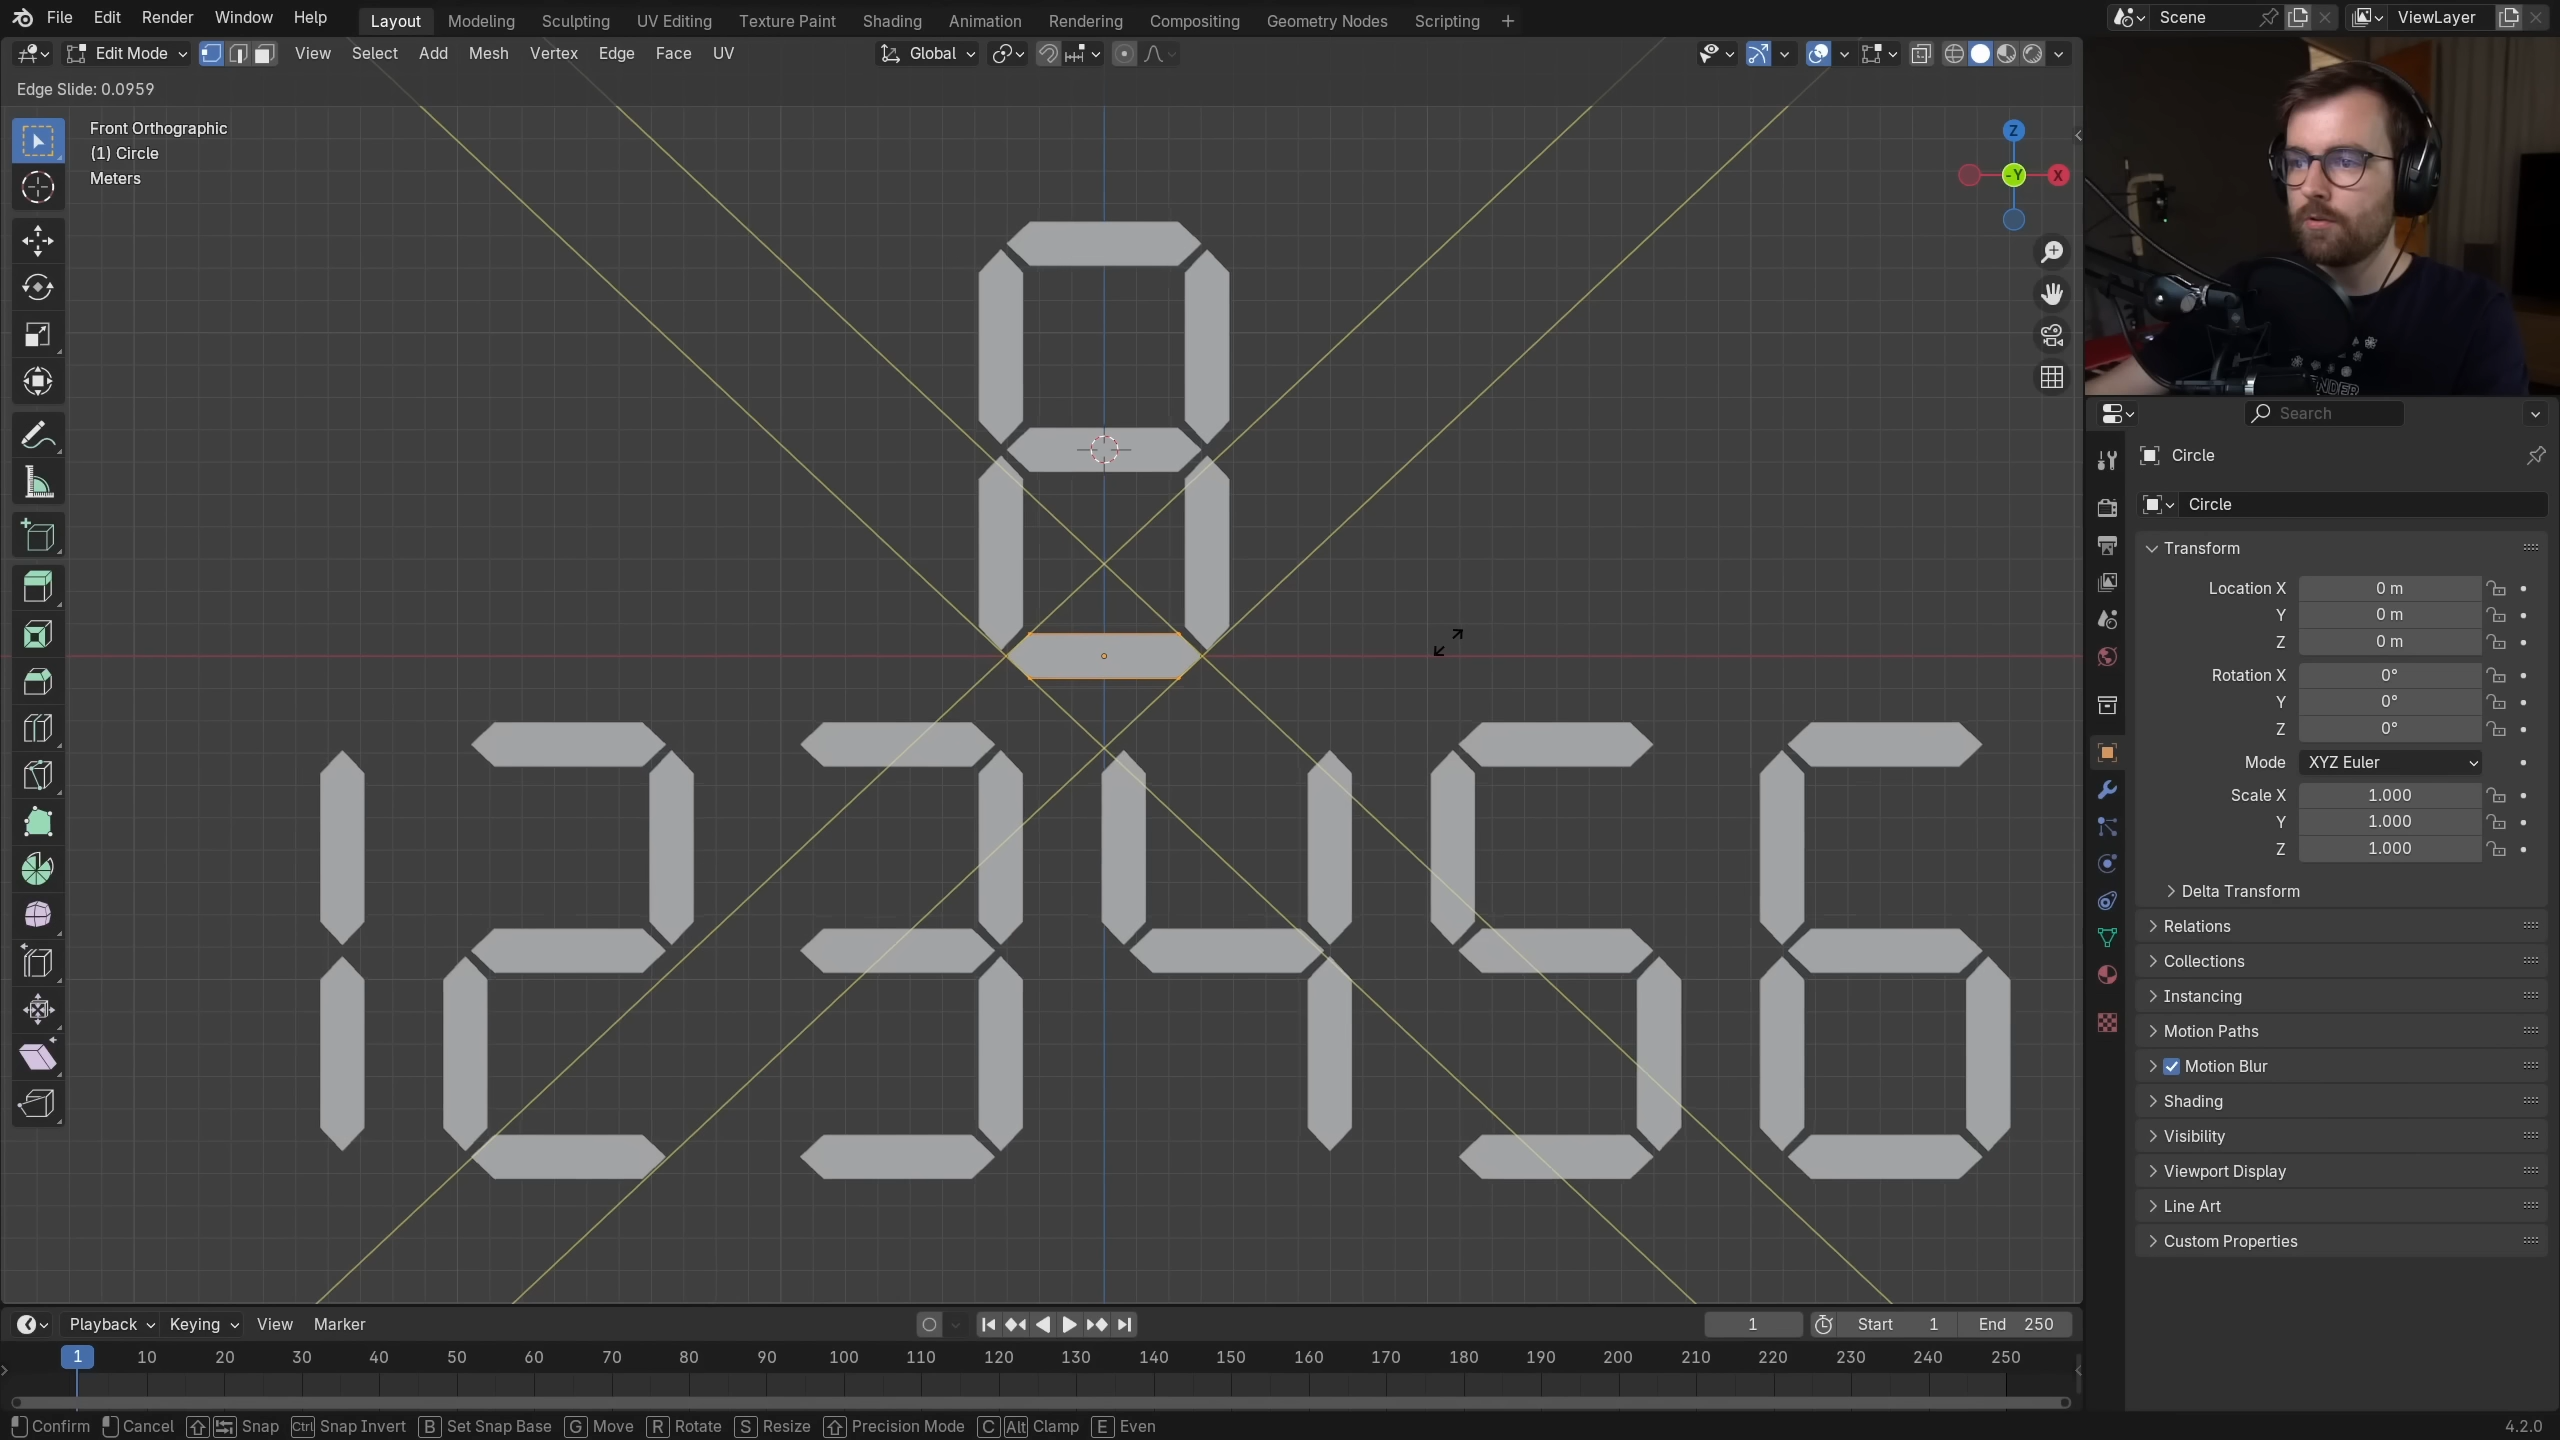 File Edit Render Window Help Layout Modeling Sculpting UV Editing Texture Paint Shading Animation Rendering Compositing Geometry Nodes Scripting + Scene ViewLayer
Edit Mode View Select Add Mesh Vertex Edge Face UV Global
Edge Slide: 0.0959
Front Orthographic
(1) Circle
Meters
Z
-Y X
8
1 2 3 4 5 6
Search
Circle
Circle
Transform
Location X 0 m
Y 0 m
Z 0 m
Rotation X 0°
Y 0°
Z 0°
Mode XYZ Euler
Scale X 1.000
Y 1.000
Z 1.000
Delta Transform
Relations
Collections
Instancing
Motion Paths
Motion Blur
Shading
Visibility
Viewport Display
Line Art
Custom Properties
Playback Keying View Marker 1 Start 1 End 250
1 10 20 30 40 50 60 70 80 90 100 110 120 130 140 150 160 170 180 190 200 210 220 230 240 250
Confirm Cancel Snap Ctrl Snap Invert B Set Snap Base G Move R Rotate S Resize Precision Mode C Alt Clamp E Even 4.2.0